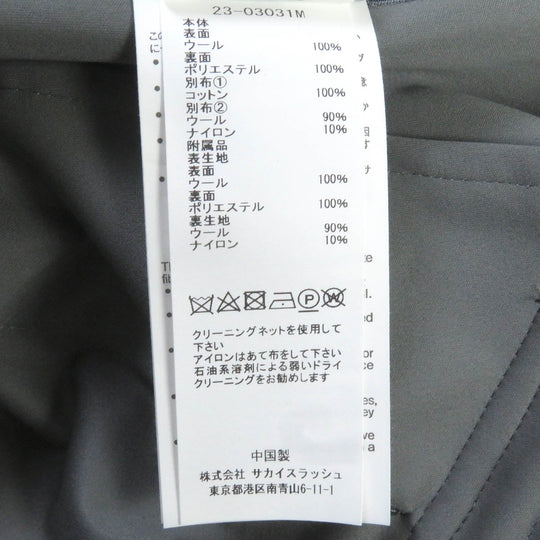 23-03031M
本体
表面
ウール 100%
裏面
ポリエステル 100%
別布①
コットン 100%
別布②
ウール 90%
ナイロン 10%
附属品
表生地
表面
ウール 100%
裏面
ポリエステル 100%
裏生地
ウール 90%
ナイロン 10%
クリーニングネットを使用して
下さい
アイロンはあて布をして下さい
石油系溶剤による弱いドライ
クリーニングをお勧めします
中国製
株式会社 サカイスラッシュ
東京都港区南青山6-11-1